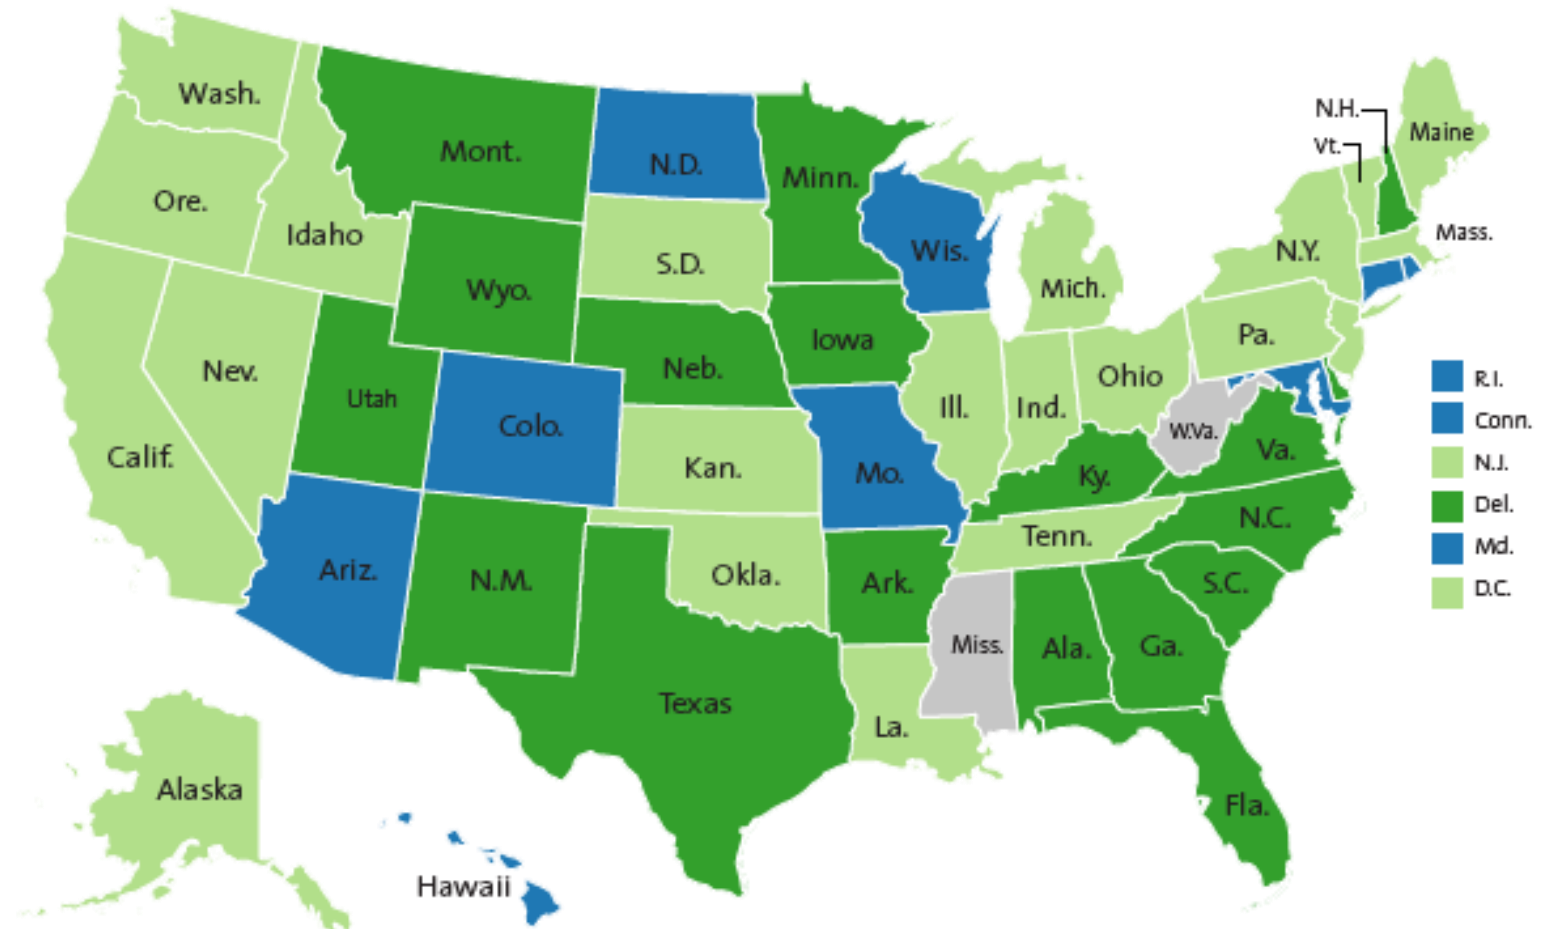 Wash.
Mont.
N.D.
Minn.
N.H.
Vt.
Maine
Ore.
Idaho
Wyo.
S.D.
Wis.
Mich.
N.Y.
Mass.
Nev.
Utah
Colo.
Neb.
Iowa
Ill.
Ind.
Ohio
Pa.
R.I.
Conn.
N.J.
Del.
Md.
D.C.
Calif.
Kan.
Mo.
Ky.
W.Va.
Va.
Ariz.
N.M.
Okla.
Ark.
Tenn.
N.C.
S.C.
Texas
La.
Miss.
Ala.
Ga.
Fla.
Alaska
Hawaii